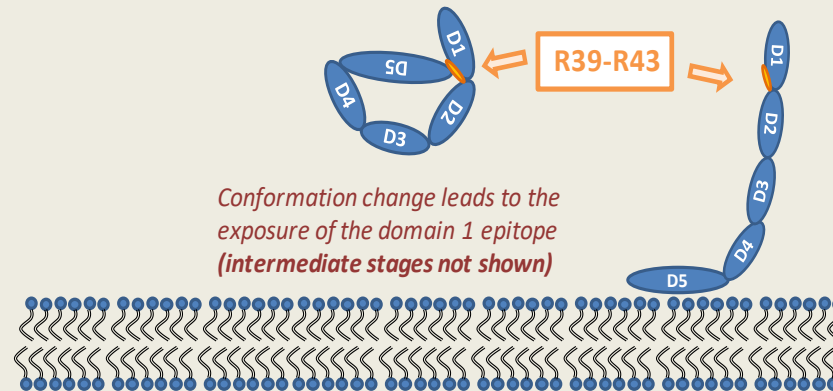 D1
D5
R39-R43
D1
D4
D2
D2
D3
D3
Conformation change leads to the
exposure of the domain 1 epitope
(intermediate stages not shown)
D4
D5